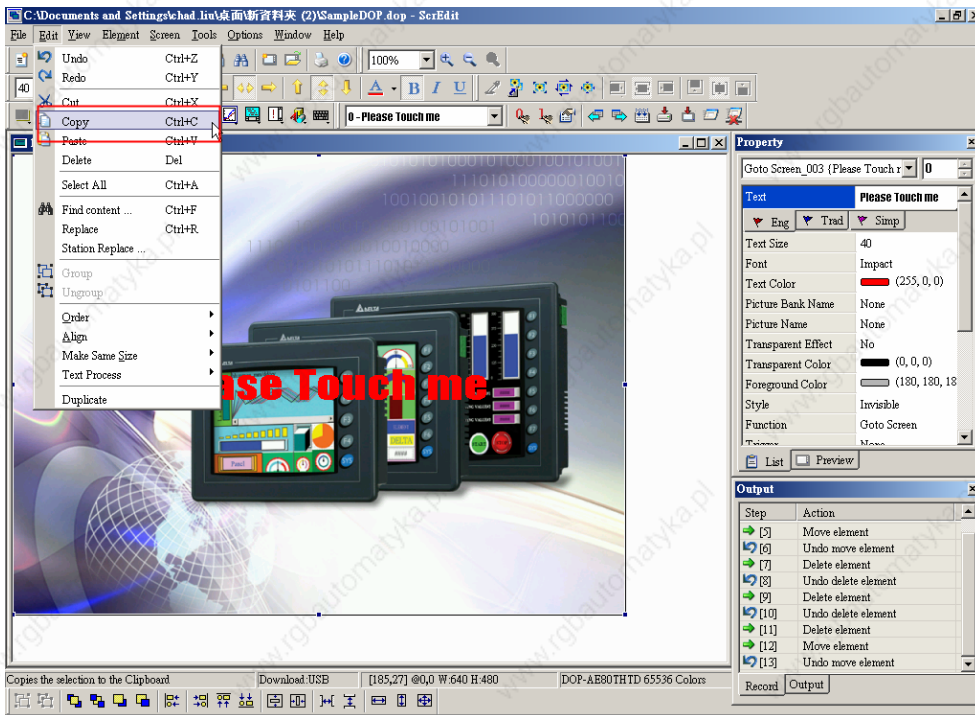 C:\Documents and Settings\chad.liu\桌面\新資料夾 (2)\SampleDOP.dop - ScrEdit
File Edit View Element Screen Tools Options Window Help
Undo Ctrl+Z
100%
Redo Ctrl+Y
40
A B I U
Cut Ctrl+X
Copy Ctrl+C
0 - Please Touch me
Paste Ctrl+V
Delete Del
Select All Ctrl+A
Find content ... Ctrl+F
Replace Ctrl+R
Station Replace ...
Group
Ungroup
Order
Align
Make Same Size
Text Process
Duplicate
ase Touch me
DELTA
####
START
Property
Goto Screen_003 {Please Touch r 0
Text Please Touch me
Eng Trad Simp
Text Size 40
Font Impact
Text Color (255, 0, 0)
Picture Bank Name None
Picture Name None
Transparent Effect No
Transparent Color (0, 0, 0)
Foreground Color (180, 180, 18
Style Invisible
Function Goto Screen
Trigger None
List Preview
Output
Step Action
[5] Move element
[6] Undo move element
[7] Delete element
[8] Undo delete element
[9] Delete element
[10] Undo delete element
[11] Delete element
[12] Move element
[13] Undo move element
Record Output
Copies the selection to the Clipboard Download:USB [185,27] @0,0 W:640 H:480 DOP-AE80THTD 65536 Colors
www.rgbautomatyka.pl